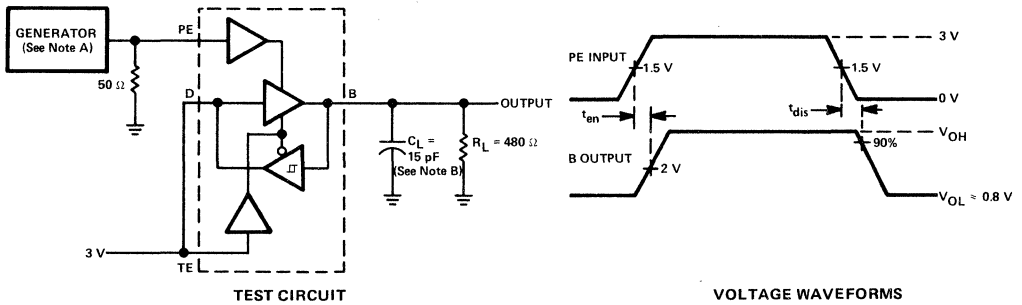 GENERATOR
(See Note A)
PE
50 Ω
D
B
OUTPUT
C_L =
15 pF
(See Note B)
R_L = 480 Ω
3 V
TE
TEST CIRCUIT
PE INPUT
1.5 V
1.5 V
3 V
0 V
t_en
t_dis
B OUTPUT
2 V
V_OH
90%
V_OL ≈ 0.8 V
VOLTAGE WAVEFORMS